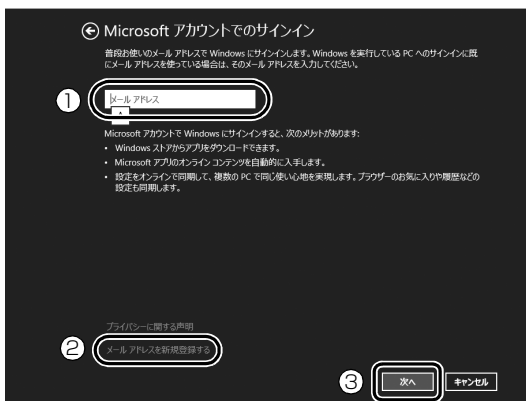 Microsoft アカウントでのサインイン
普段お使いのメール アドレスで Windows にサインインします。Windows を実行している PC へのサインインに既
にメール アドレスを使っている場合は、そのメール アドレスを入力してください。
① メール アドレス
A
Microsoft アカウントで Windows にサインインすると、次のメリットがあります:
• Windows ストアからアプリをダウンロードできます。
• Microsoft アプリのオンライン コンテンツを自動的に入手します。
• 設定をオンラインで同期して、複数の PC で同じ使い心地を実現します。ブラウザーのお気に入りや履歴などの
設定も同期します。
プライバシーに関する声明
② メール アドレスを新規登録する
③ 次へ キャンセル